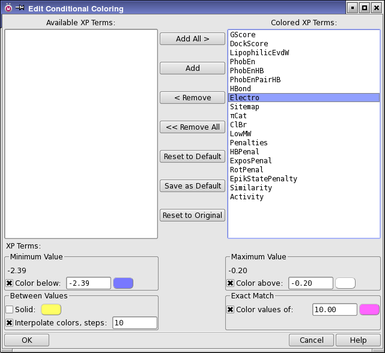 Edit Conditional Coloring
Available XP Terms:
Colored XP Terms:
Add All >
Add
< Remove
<< Remove All
Reset to Default
Save as Default
Reset to Original
GScore
DockScore
LipophilicEvdW
PhobEn
PhobEnHB
PhobEnPairHB
HBond
Electro
Sitemap
πCat
ClBr
LowMW
Penalties
HBPenal
ExposPenal
RotPenal
EpikStatePenalty
Similarity
Activity
XP Terms:
Minimum Value
-2.39
Color below: -2.39
Maximum Value
-0.20
Color above: -0.20
Between Values
Solid:
Interpolate colors, steps: 10
Exact Match
Color values of: 10.00
OK
Cancel
Help